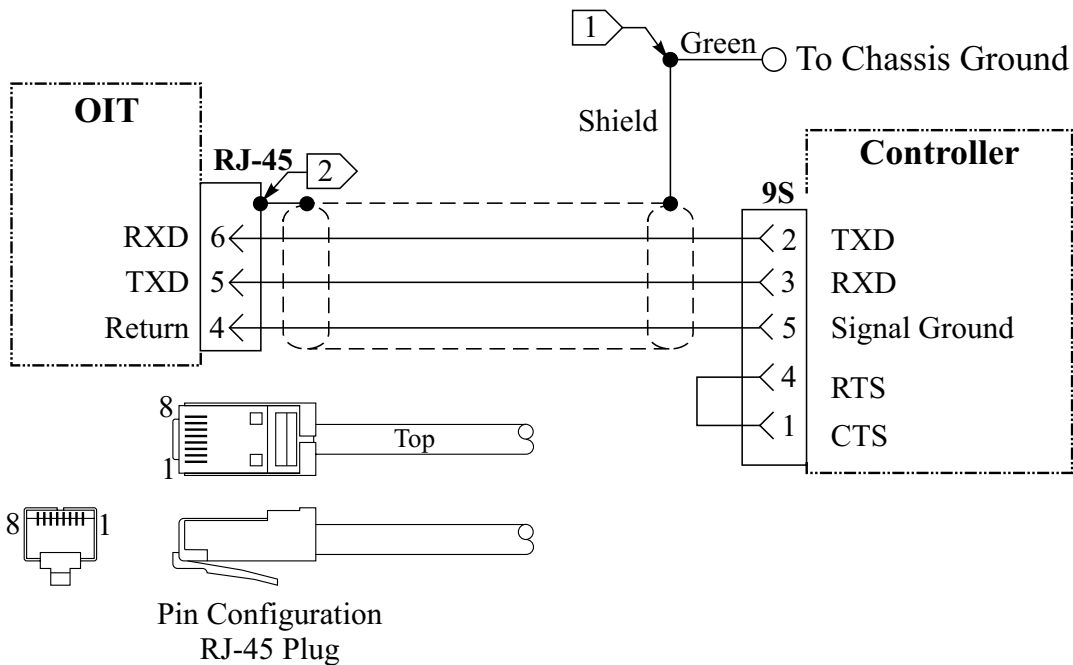 1
Green
To Chassis Ground
OIT
Shield
Controller
RJ-45
2
9S
RXD 6
2 TXD
TXD 5
3 RXD
Return 4
5 Signal Ground
4 RTS
1 CTS
8
Top
1
8
1
Pin Configuration
RJ-45 Plug